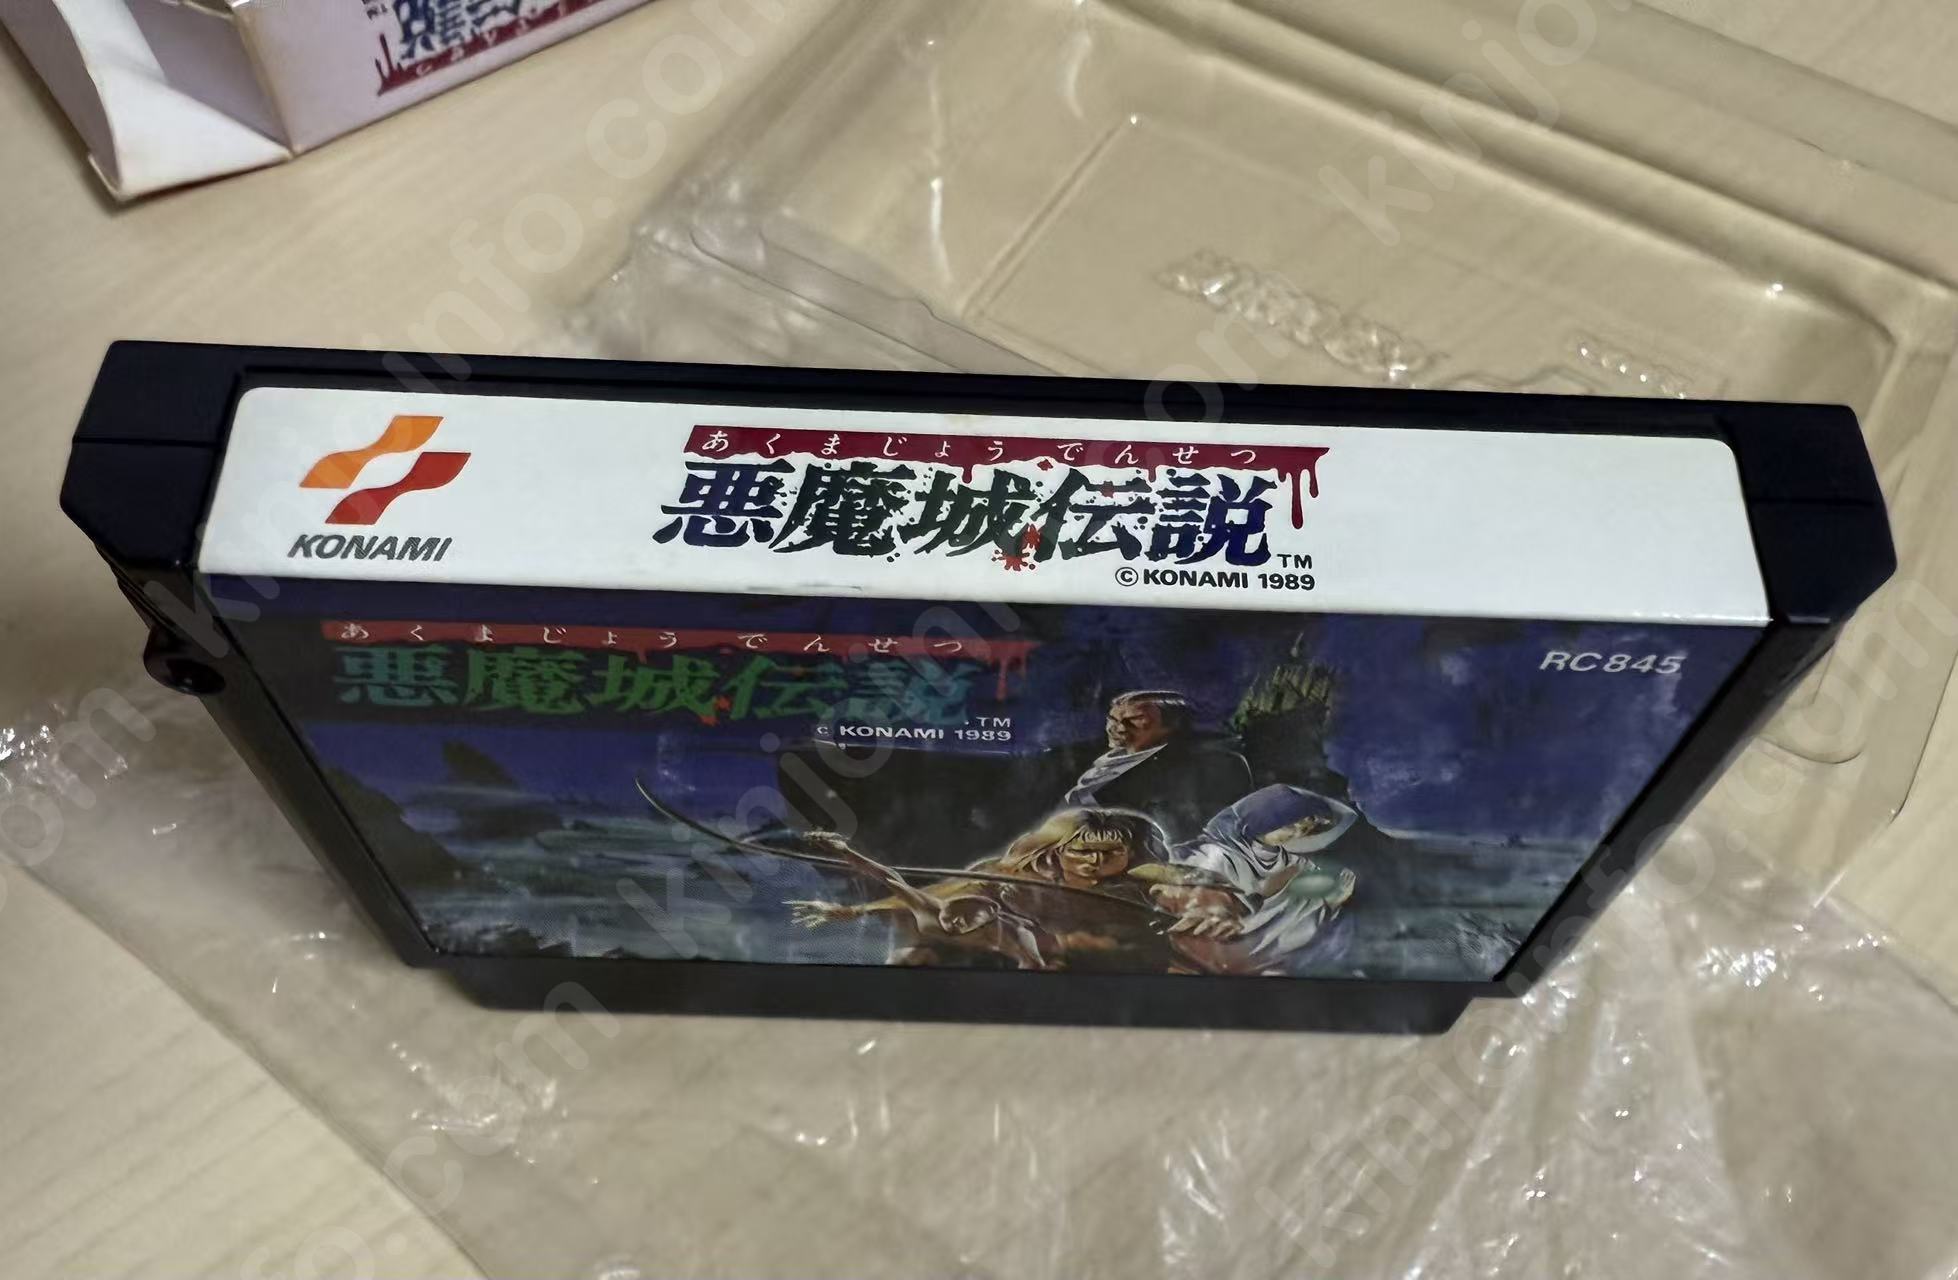 KONAMI
あくまじょうでんせつ
悪魔城伝説
TM
©KONAMI 1989
あくまじょうでんせつ
悪魔城伝説
TM
© KONAMI 1989
RC845
kinjoinfo.com